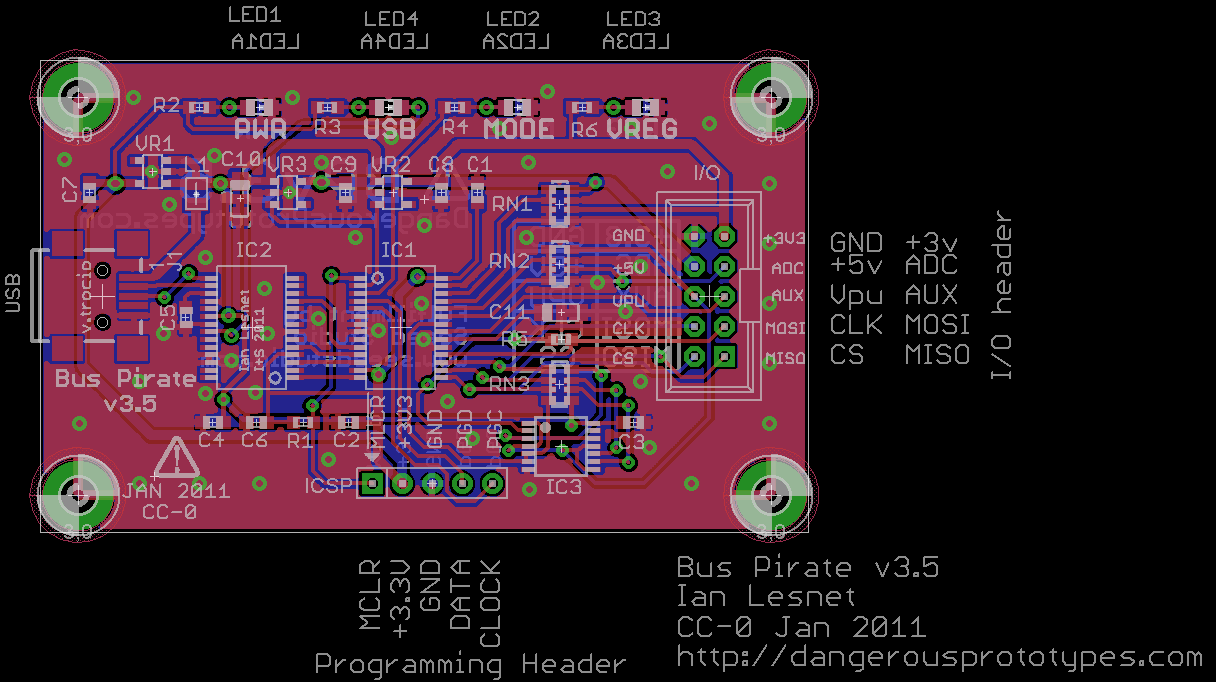 LED1 LED4 LED2 LED3
LED1A LED4A LED2A LED3A
R2 R3 R4 R6
PWR USB MODE VREG
3,0 3,0
VR1 L1 C10 VR3 C9 VR2 C8 C1
C7 RN1 I/O
DangerousPrototypes.com
GND +3V3
IC2 IC1 RN2
+5V ADC
VPU AUX
CLK MOSI
CS MISO
GND +3v
+5v ADC
Vpu AUX
CLK MOSI
CS MISO
I/O header
USB
v.trocip
1
J1
C5
Ian Lesnet
C11
R5
RN3
Bus Pirate
v3.5
C4 C6 R1 C2 C3
MCLR +3V3 GND PGD PGC
ICSP IC3
JAN 2011
CC-0
3,0 3,0
MCLR
+3.3V
GND
DATA
CLOCK
Programming Header
Bus Pirate v3.5
Ian Lesnet
CC-0 Jan 2011
http://dangerousprototypes.com